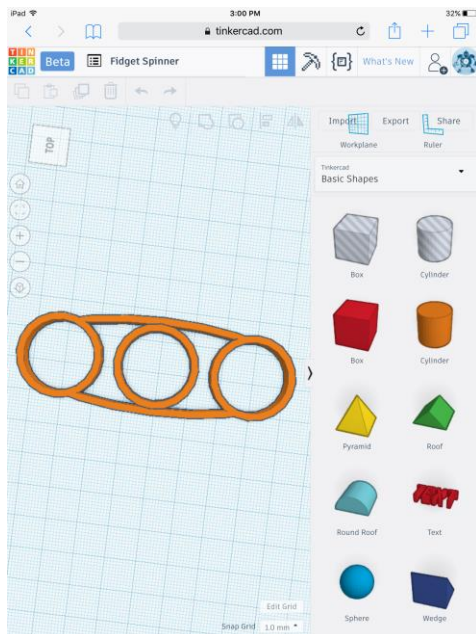 iPad 3:00 PM 32%
tinkercad.com
TIN
KER
CAD
Beta Fidget Spinner What's New
Import Export Share
Workplane Ruler
TOP
Tinkercad
Basic Shapes
Box Cylinder
Box Cylinder
Pyramid Roof
TEXT
Round Roof Text
Sphere Wedge
Edit Grid
Snap Grid 1.0 mm